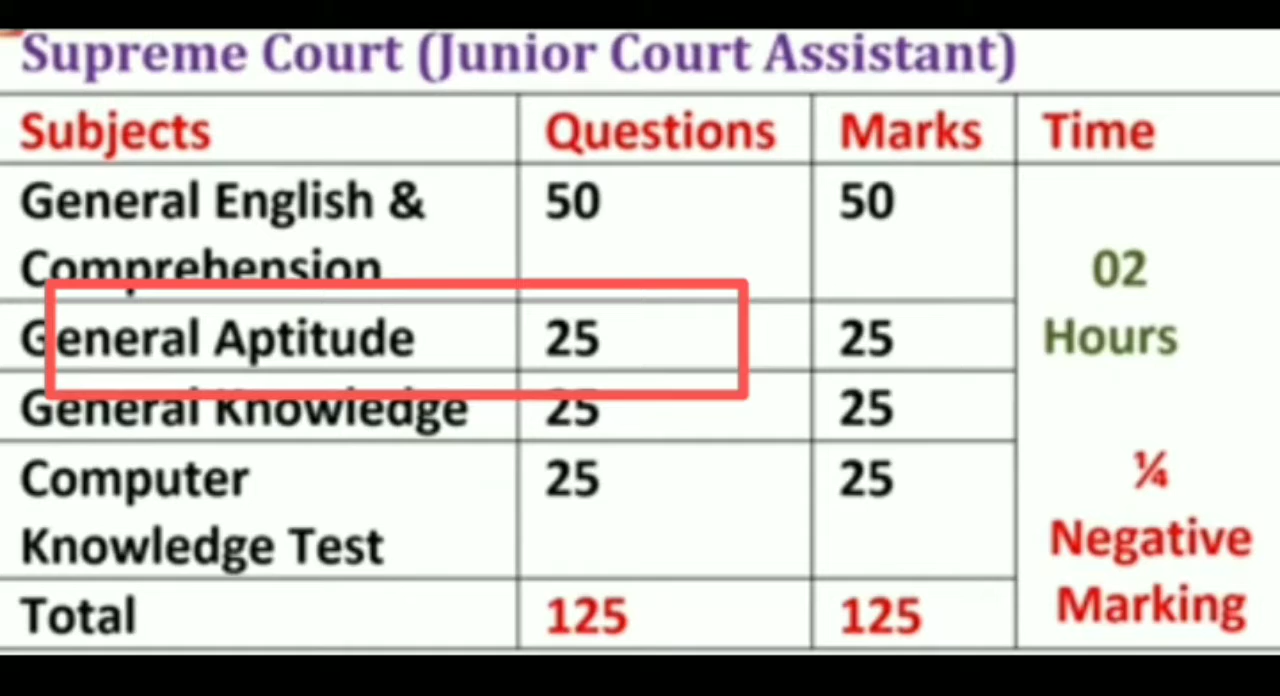 Supreme Court (Junior Court Assistant)
Subjects Questions Marks Time
General English & 50 50
Comprehension 02
General Aptitude 25 25 Hours
General Knowledge 25 25
Computer 25 25 ¼
Knowledge Test Negative
Total 125 125 Marking